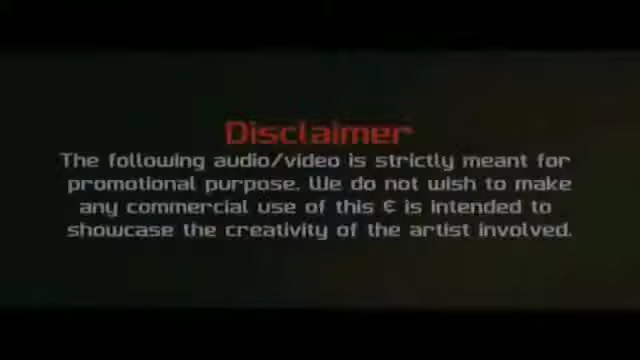 Disclaimer
The following audio/video is strictly meant for
promotional purpose. We do not wish to make
any commercial use of this & is intended to
showcase the creativity of the artist involved.